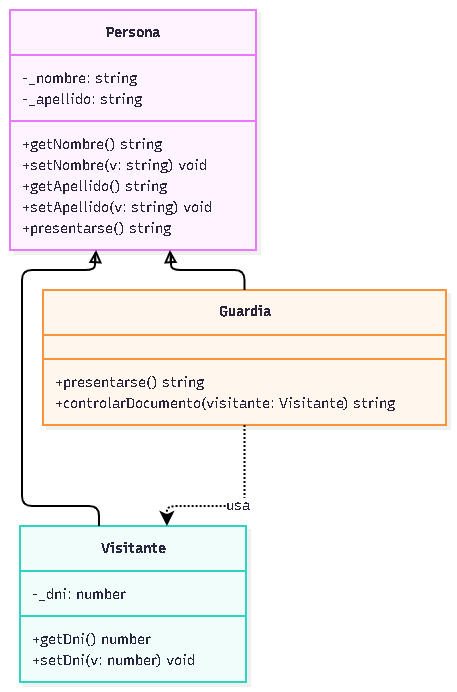 Persona
-_nombre: string
-_apellido: string
+getNombre() string
+setNombre(v: string) void
+getApellido() string
+setApellido(v: string) void
+presentarse() string
Guardia
+presentarse() string
+controlarDocumento(visitante: Visitante) string
usa
Visitante
-_dni: number
+getDni() number
+setDni(v: number) void